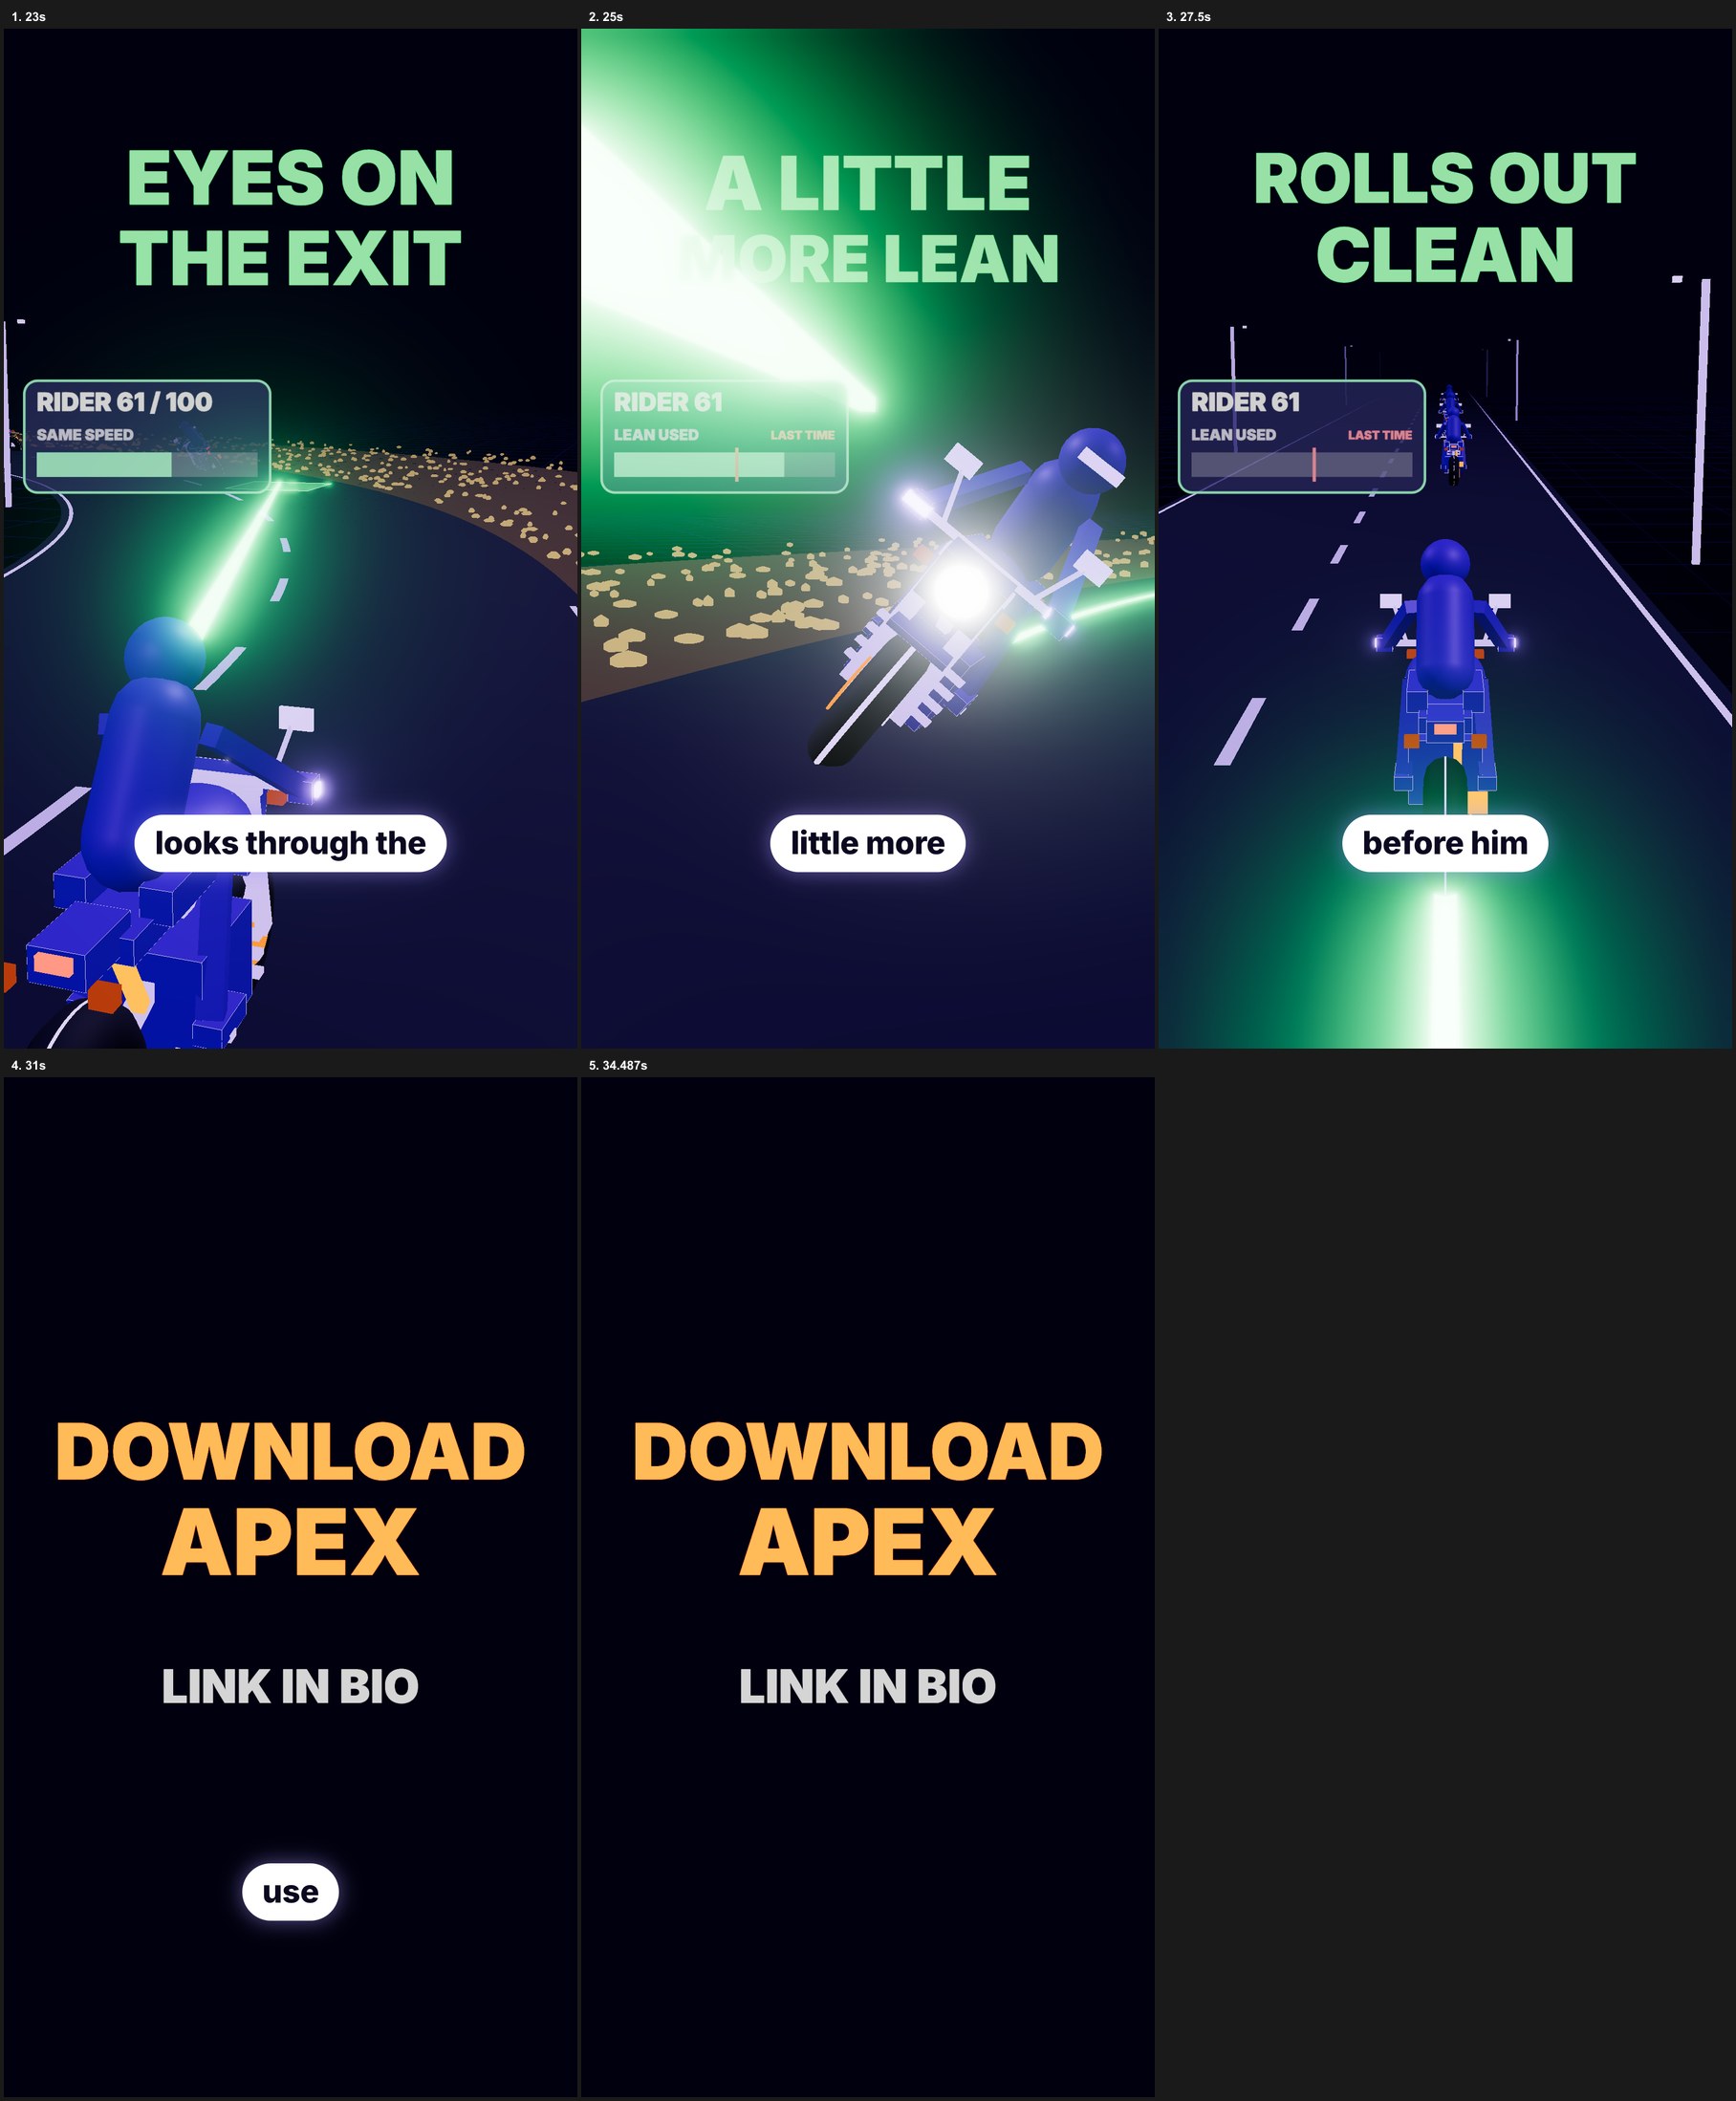 1. 23s
EYES ON
THE EXIT
RIDER 61 / 100
SAME SPEED
looks through the
2. 25s
A LITTLE
MORE LEAN
RIDER 61
LEAN USED LAST TIME
little more
3. 27.5s
ROLLS OUT
CLEAN
RIDER 61
LEAN USED LAST TIME
before him
4. 31s
DOWNLOAD
APEX
LINK IN BIO
use
5. 34.487s
DOWNLOAD
APEX
LINK IN BIO